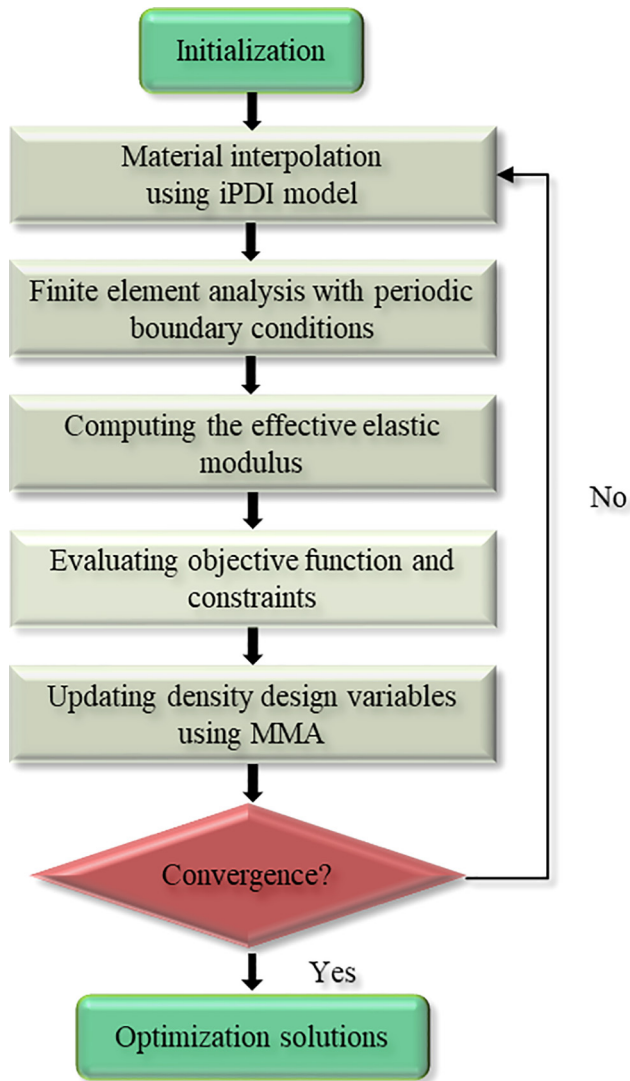 Initialization
Material interpolation
using iPDI model
Finite element analysis with periodic
boundary conditions
Computing the effective elastic
modulus
Evaluating objective function and
constraints
Updating density design variables
using MMA
Convergence?
No
Yes
Optimization solutions